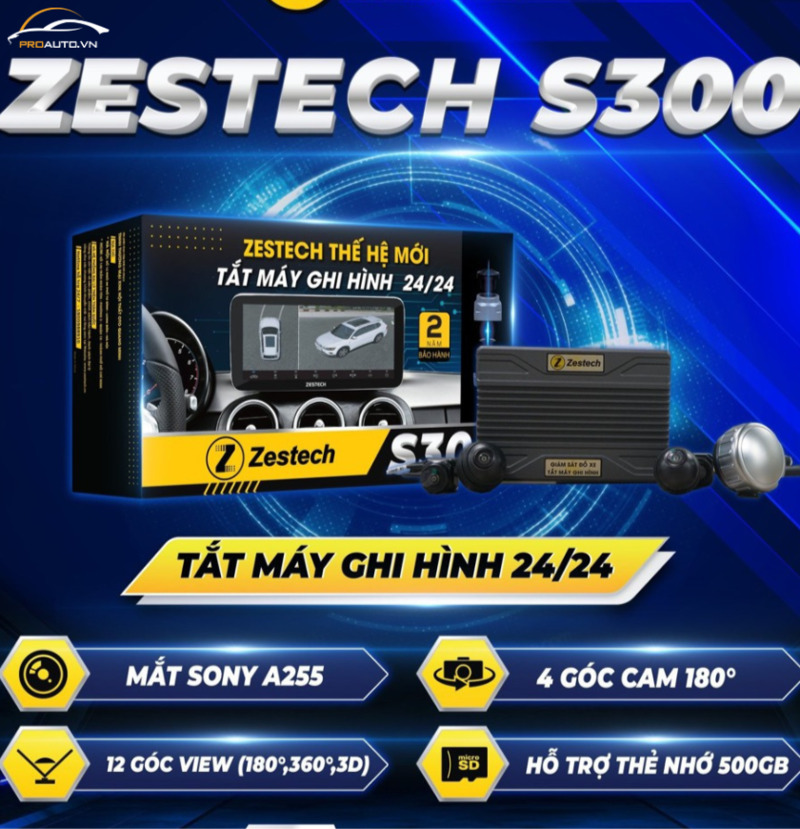 PROAUTO.VN
ZESTECH S300
ZESTECH THẾ HỆ MỚI
TẮT MÁY GHI HÌNH 24/24
2
NĂM
BẢO HÀNH
ZESTECH
Zestech
S30
Zestech
GIÁM SÁT ĐỖ XE
TẮT MÁY GHI HÌNH
TẮT MÁY GHI HÌNH 24/24
MẮT SONY A255
4 GÓC CAM 180°
12 GÓC VIEW (180°,360°,3D)
micro
SD
HỖ TRỢ THẺ NHỚ 500GB